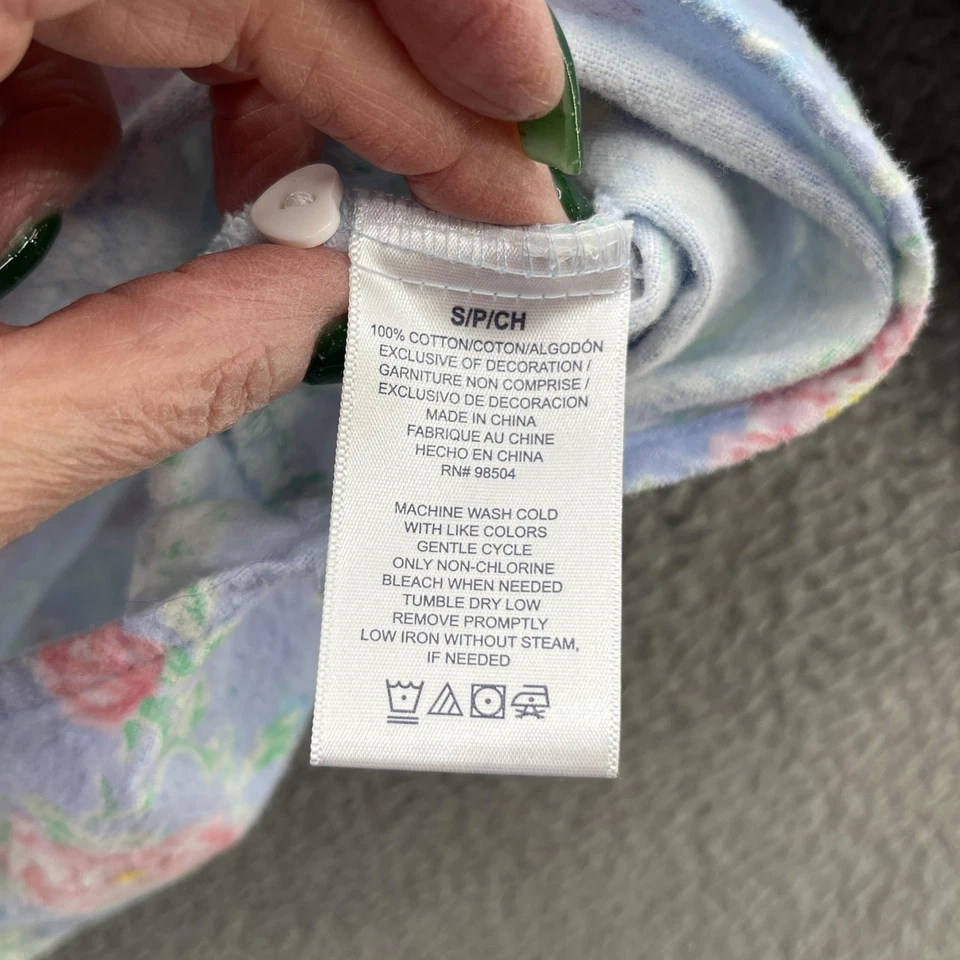 S/P/CH
100% COTTON/COTON/ALGODÓN
EXCLUSIVE OF DECORATION /
GARNITURE NON COMPRISE /
EXCLUSIVO DE DECORACION
MADE IN CHINA
FABRIQUE AU CHINE
HECHO EN CHINA
RN# 98504
MACHINE WASH COLD
WITH LIKE COLORS
GENTLE CYCLE
ONLY NON-CHLORINE
BLEACH WHEN NEEDED
TUMBLE DRY LOW
REMOVE PROMPTLY
LOW IRON WITHOUT STEAM,
IF NEEDED